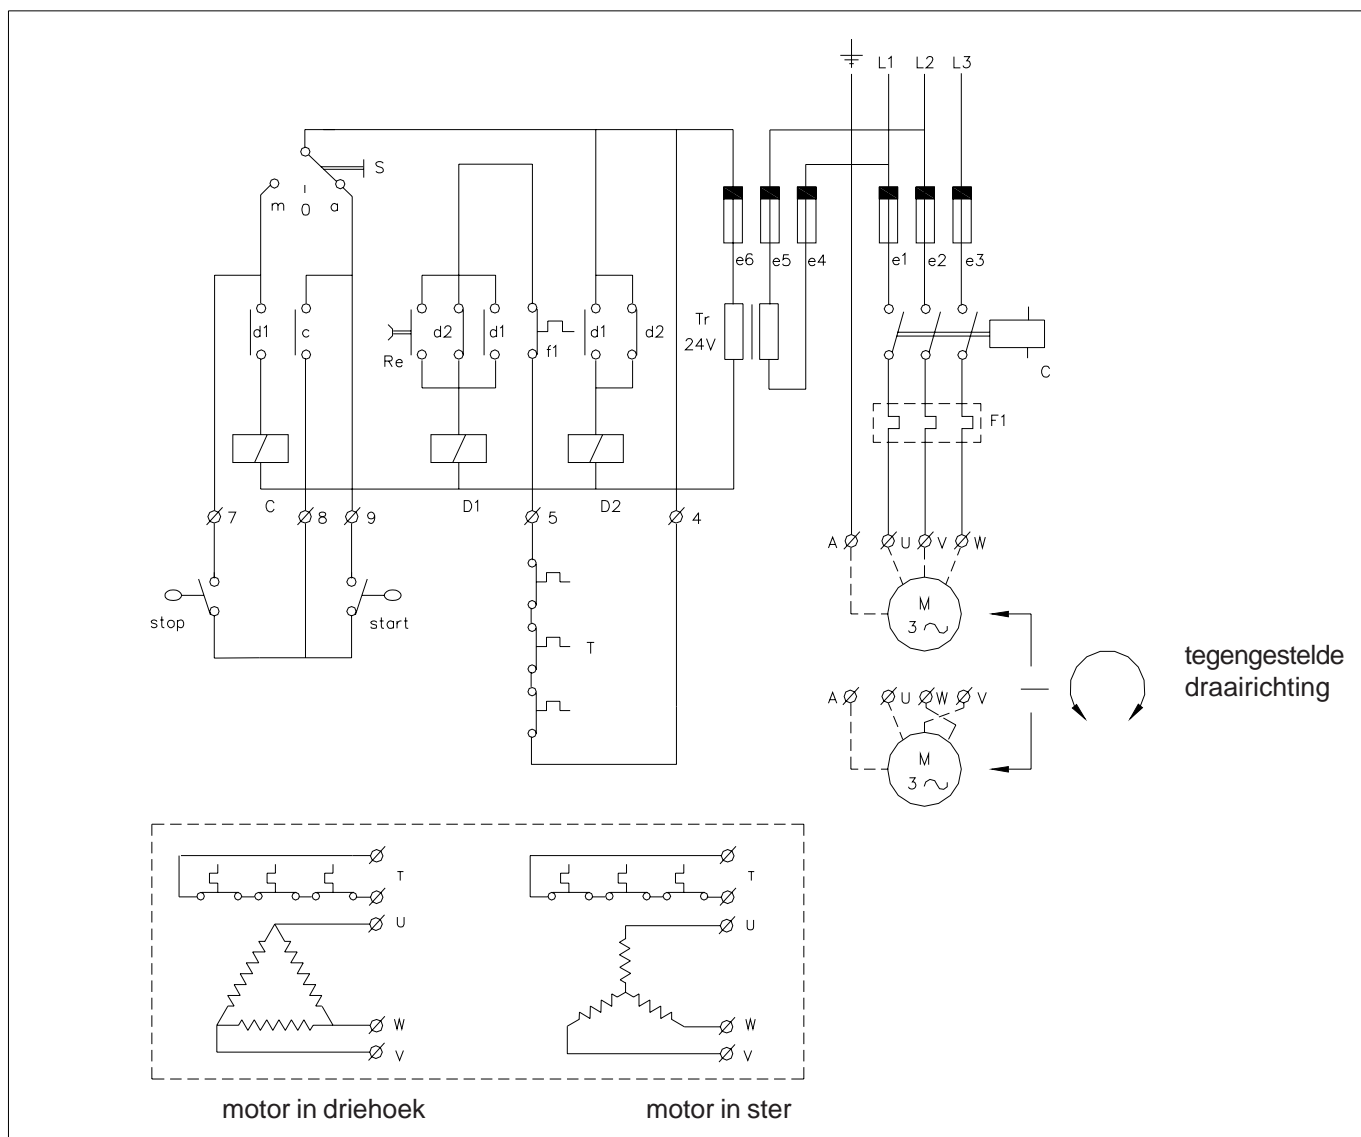 L1 L2 L3
S
m 0 a
e6 e5 e4 e1 e2 e3
d1 c d2 d1 f1 d1 d2
Re
Tr
24V
C
F1
C D1 D2
7 8 9 5 4
A U V W
stop start
M
3
T
tegengestelde
draairichting
A U W V
M
3
T T
U U
W W
V V
motor in driehoek motor in ster